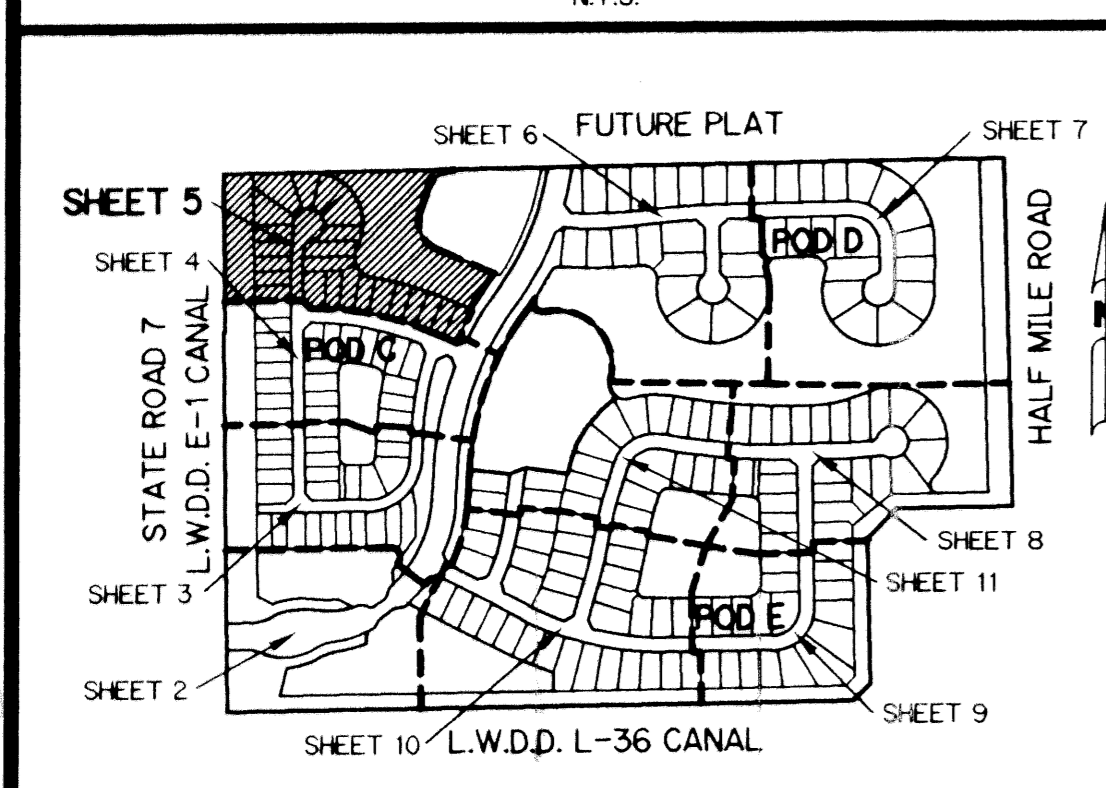 N.T.S.
FUTURE PLAT
SHEET 6
SHEET 7
SHEET 5
SHEET 4
POD D
HALF MILE ROAD
N
STATE ROAD 7
L.W.D.D. E-1 CANAL
POD C
SHEET 8
SHEET 11
SHEET 3
POD E
SHEET 2
SHEET 9
SHEET 10
L.W.D.D. L-36 CANAL